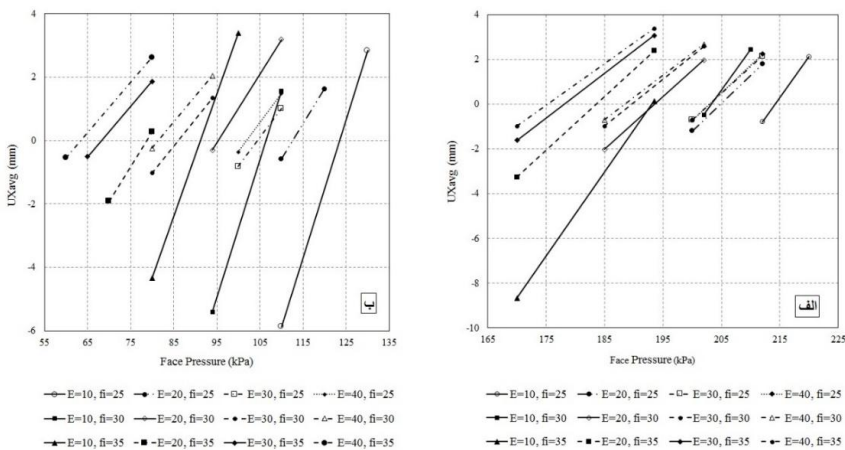 4
2
0
-2
-4
-6
UXavg (mm)
55 65 75 85 95 105 115 125 135
Face Pressure (kPa)
ب
E=10, fi=25 E=20, fi=25 E=30, fi=25 E=40, fi=25
E=10, fi=30 E=20, fi=30 E=30, fi=30 E=40, fi=30
E=10, fi=35 E=20, fi=35 E=30, fi=35 E=40, fi=35
4
2
0
-2
-4
-6
-8
-10
UXavg (mm)
165 175 185 195 205 215 225
Face Pressure (kPa)
الف
E=10, fi=25 E=20, fi=25 E=30, fi=25 E=40, fi=25
E=10, fi=30 E=20, fi=30 E=30, fi=30 E=40, fi=30
E=10, fi=35 E=20, fi=35 E=30, fi=35 E=40, fi=35